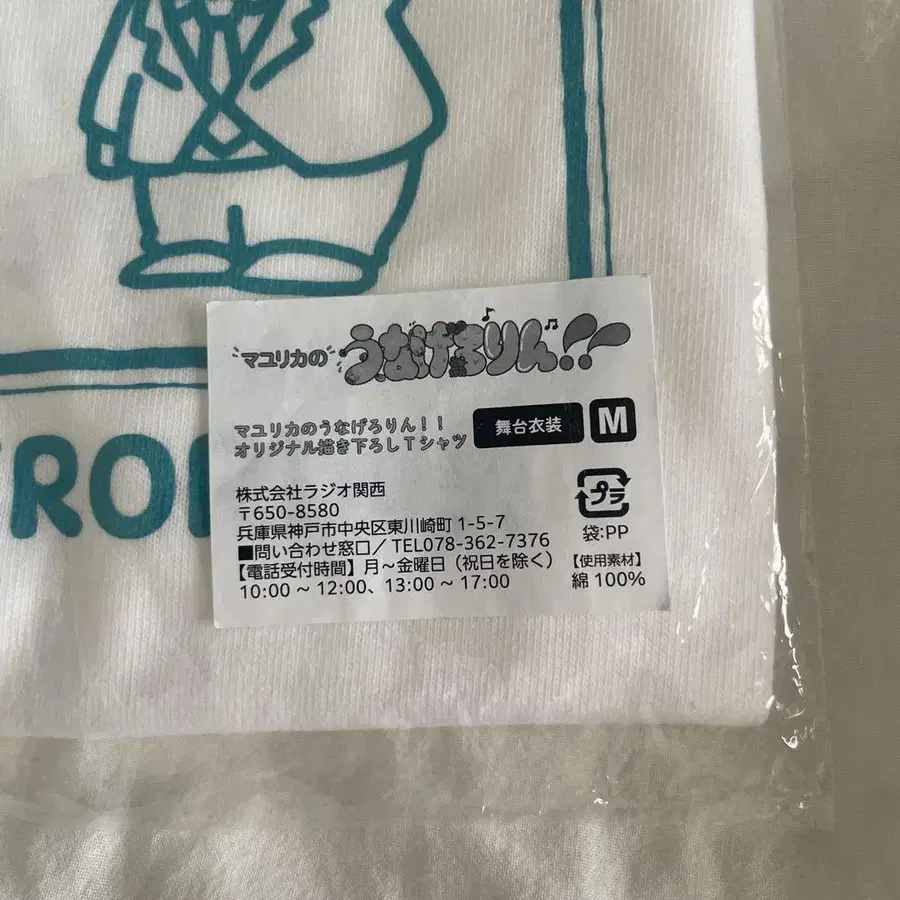 マユリカの うなげろりん!!
マユリカのうなげろりん!!
オリジナル描き下ろしTシャツ
舞台衣装 M
株式会社ラジオ関西
〒650-8580
兵庫県神戸市中央区東川崎町 1-5-7
■問い合わせ窓口/ TEL078-362-7376
【電話受付時間】月~金曜日(祝日を除く)
10:00 ~ 12:00、13:00 ~ 17:00
プラ
袋:PP
【使用素材】
綿 100%